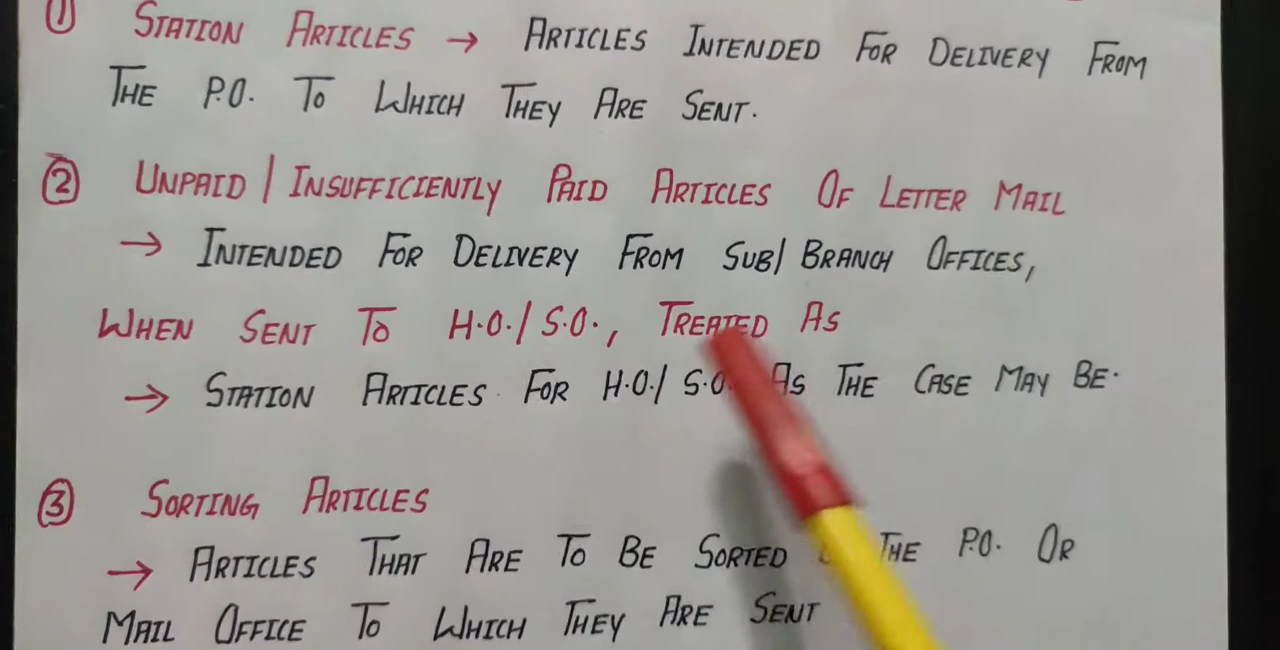 ① STATION ARTICLES → ARTICLES INTENDED FOR DELIVERY FROM
THE P.O. TO WHICH THEY ARE SENT.
② UNPAID / INSUFFICIENTLY PAID ARTICLES OF LETTER MAIL
→ INTENDED FOR DELIVERY FROM SUB/ BRANCH OFFICES,
WHEN SENT TO H.O./ S.O., TREATED AS
→ STATION ARTICLES FOR H.O/ S.O. AS THE CASE MAY BE.
③ SORTING ARTICLES
→ ARTICLES THAT ARE TO BE SORTED THE P.O. OR
MAIL OFFICE TO WHICH THEY ARE SENT